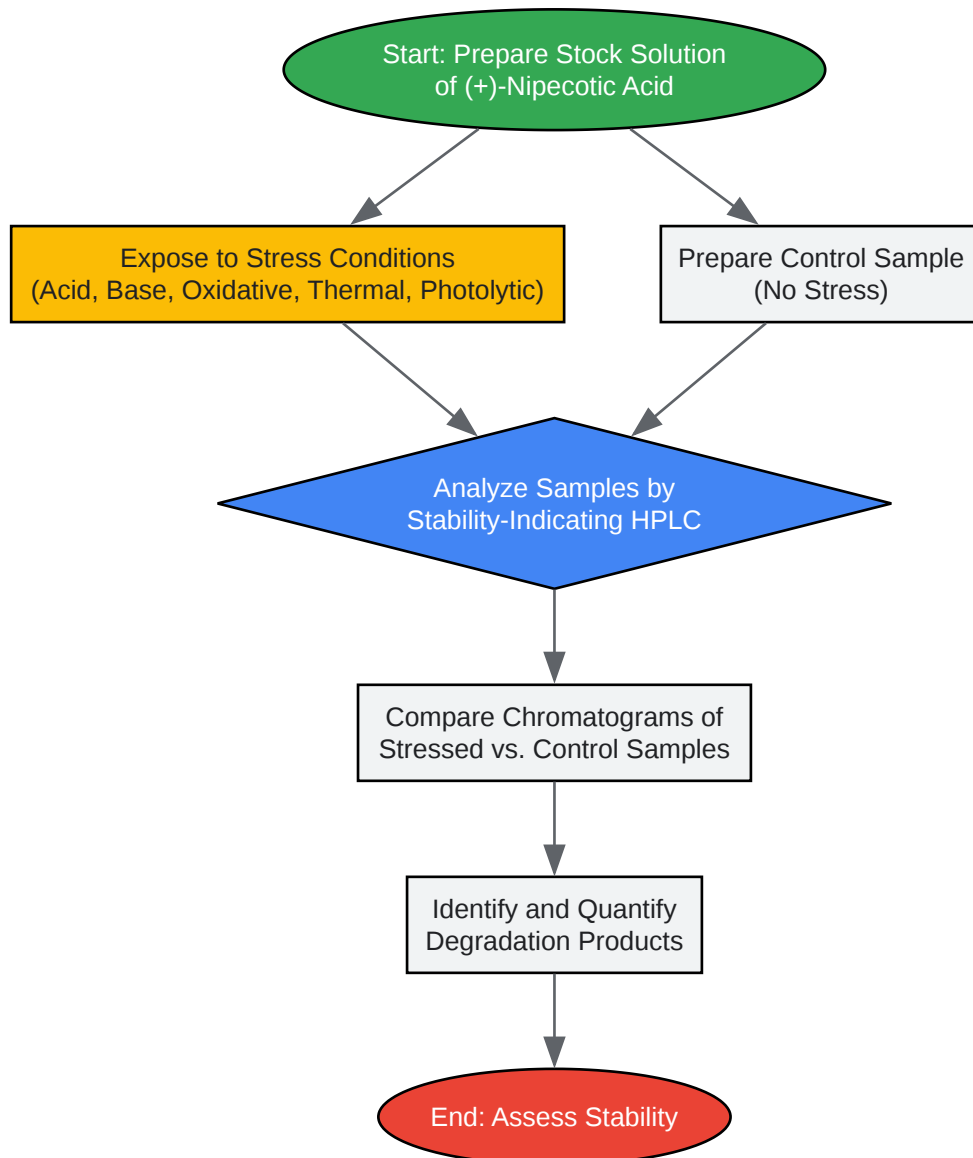 Start: Prepare Stock Solution
of (+)-Nipecotic Acid
Expose to Stress Conditions
(Acid, Base, Oxidative, Thermal, Photolytic)
Prepare Control Sample
(No Stress)
Analyze Samples by
Stability-Indicating HPLC
Compare Chromatograms of
Stressed vs. Control Samples
Identify and Quantify
Degradation Products
End: Assess Stability